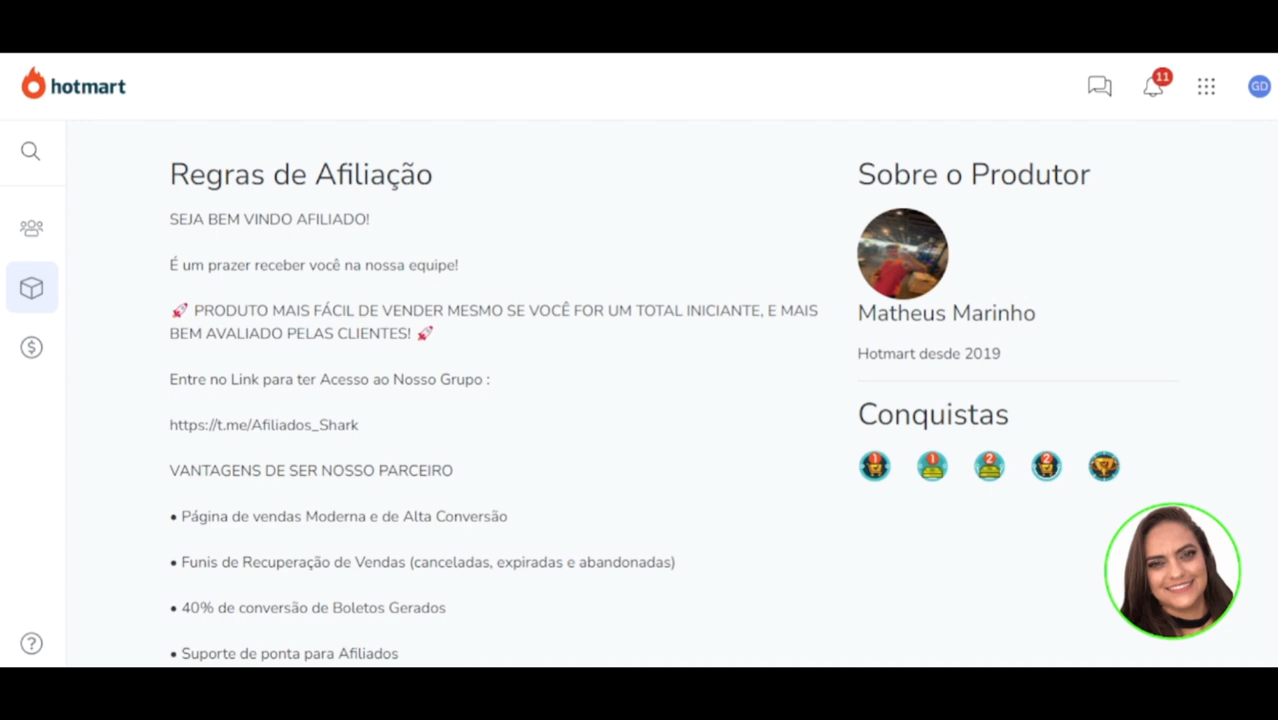 hotmart
11
GD
Regras de Afiliação
SEJA BEM VINDO AFILIADO!
É um prazer receber você na nossa equipe!
🚀 PRODUTO MAIS FÁCIL DE VENDER MESMO SE VOCÊ FOR UM TOTAL INICIANTE, E MAIS
BEM AVALIADO PELAS CLIENTES! 🚀
Entre no Link para ter Acesso ao Nosso Grupo :
https://t.me/Afiliados_Shark
VANTAGENS DE SER NOSSO PARCEIRO
• Página de vendas Moderna e de Alta Conversão
• Funis de Recuperação de Vendas (canceladas, expiradas e abandonadas)
• 40% de conversão de Boletos Gerados
• Suporte de ponta para Afiliados
Sobre o Produtor
Matheus Marinho
Hotmart desde 2019
Conquistas
1 1 2 2